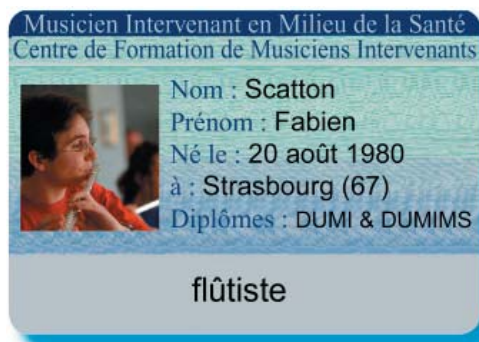 Musicien Intervenant en Milieu de la Santé
Centre de Formation de Musiciens Intervenants
Nom : Scatton
Prénom : Fabien
Né le : 20 août 1980
à : Strasbourg (67)
Diplômes : DUMI & DUMIMS
flûtiste